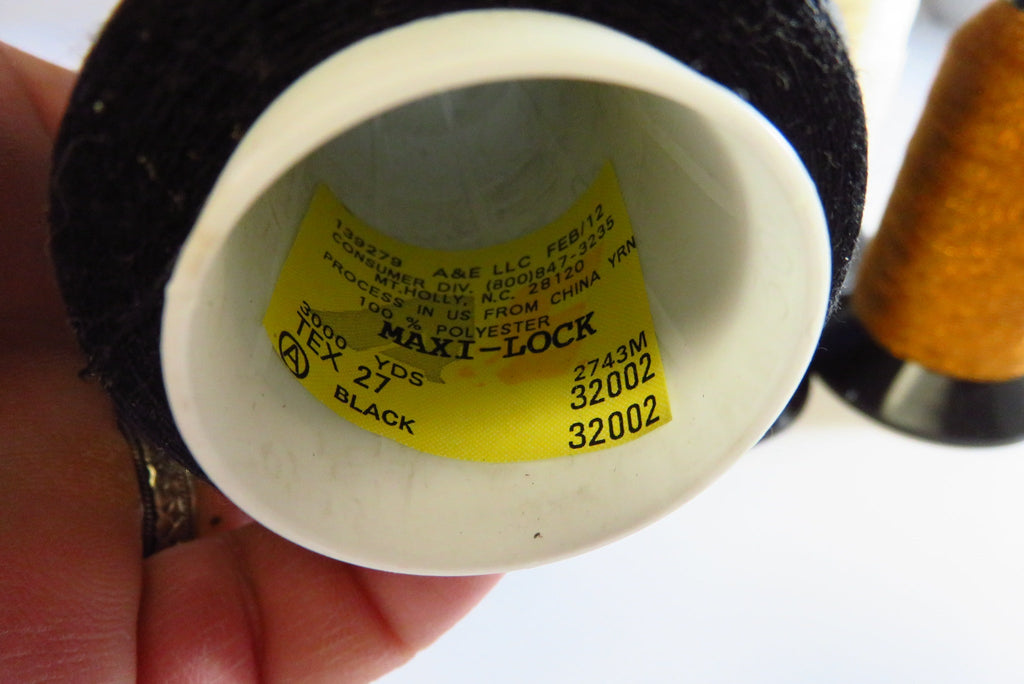 139279 A&E LLC FEB/12
CONSUMER DIV. (800)847-3235
MT.HOLLY, N.C. 28120
PROCESS IN US FROM CHINA YRN
100 % POLYESTER
MAXI-LOCK
3000 YDS 2743M
TEX 27 32002
A BLACK 32002